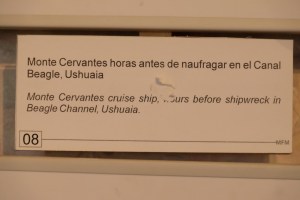 Monte Cervantes horas antes de naufragar en el Canal
Beagle, Ushuaia
Monte Cervantes cruise ship, before shipwreck in
Beagle Channel, Ushuaia.
08